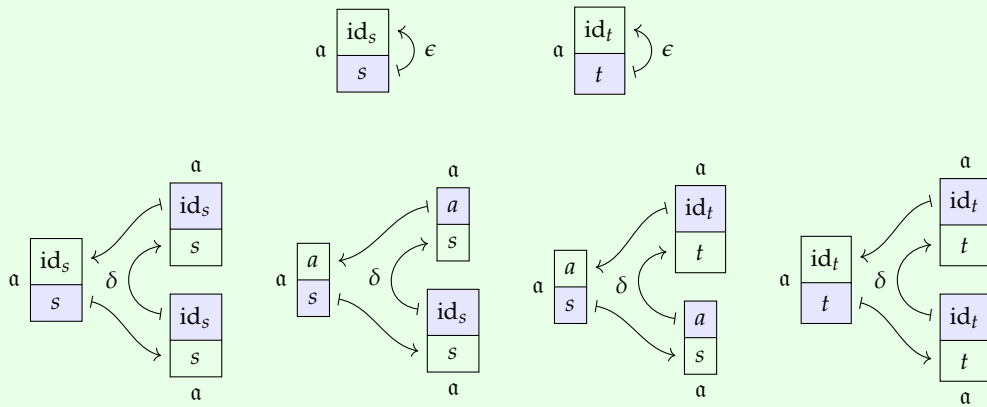 𝔞 id_s s ϵ 𝔞 id_t t ϵ
𝔞 𝔞 𝔞 𝔞
id_s a id_t id_t
s s t t
𝔞 id_s s δ 𝔞 a s δ 𝔞 a s δ 𝔞 id_t t δ
id_s id_s a id_t
s s s t
𝔞 𝔞 𝔞 𝔞